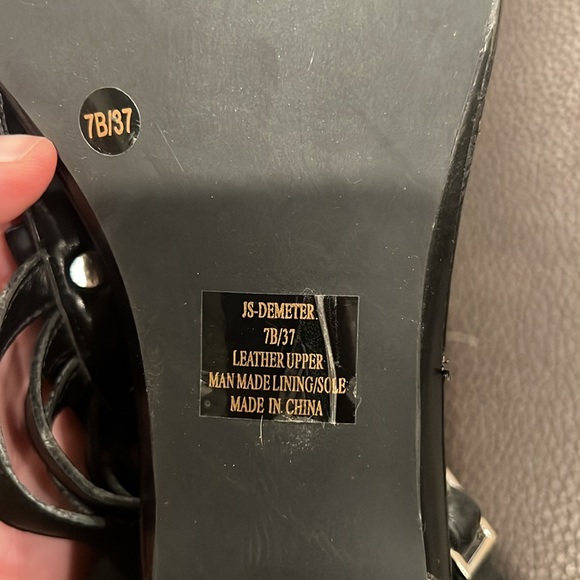 7B/37
JS-DEMETER
7B/37
LEATHER UPPER
MAN MADE LINING/SOLE
MADE IN CHINA